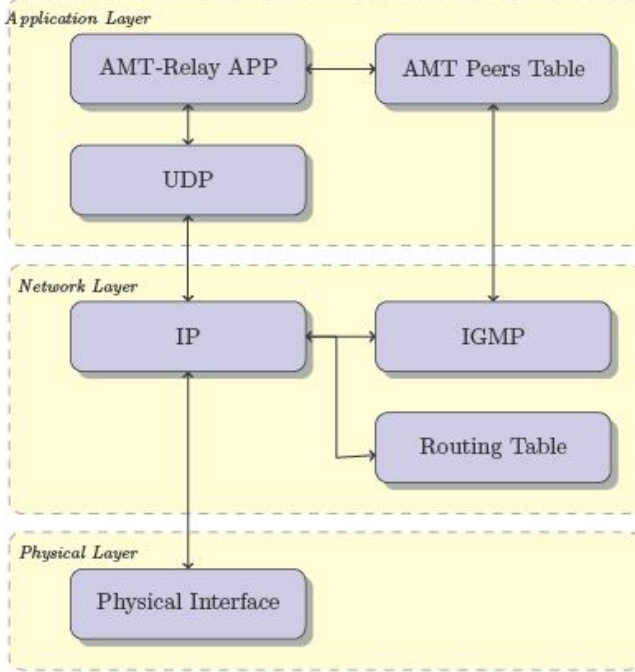 Application Layer
AMT-Relay APP
AMT Peers Table
UDP
Network Layer
IP
IGMP
Routing Table
Physical Layer
Physical Interface